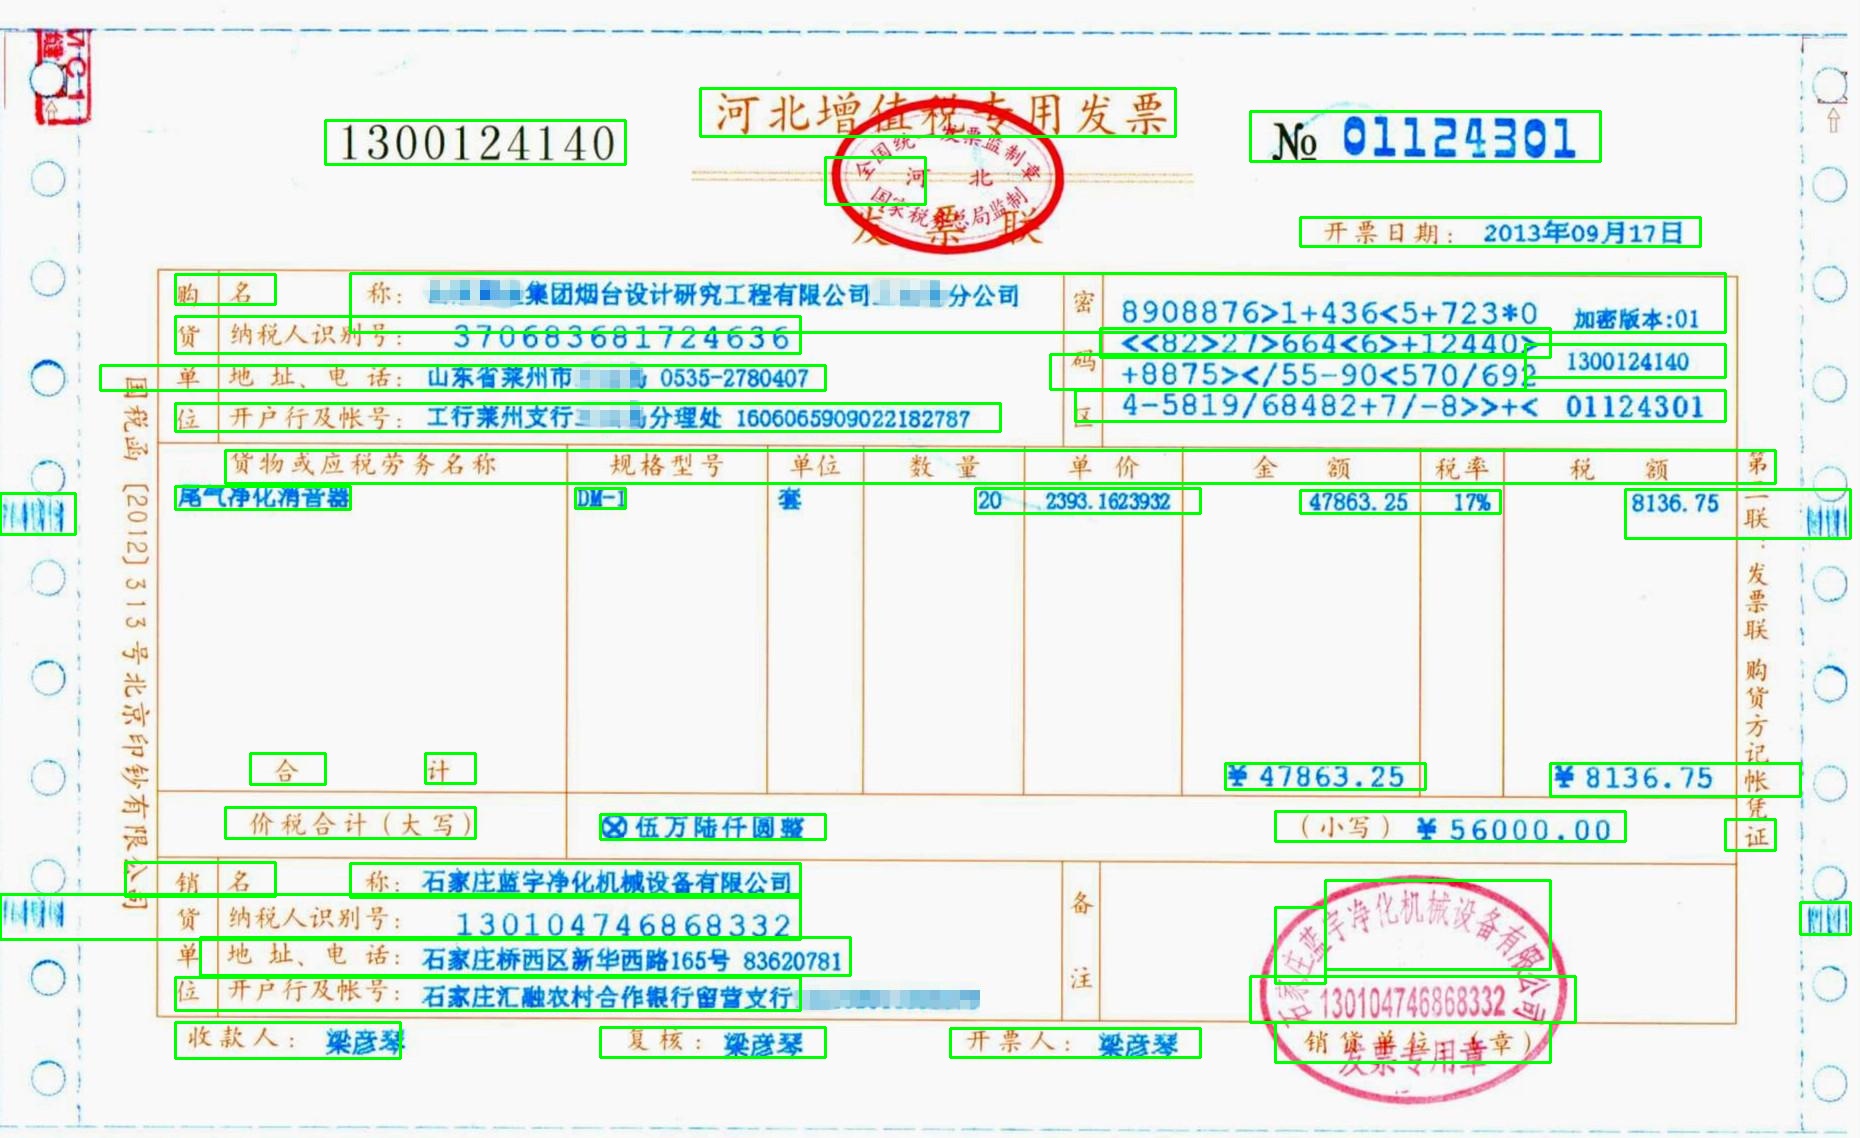 河北增值税专用发票
1300124140
№ 01124301
全国统一发票监制章
河 北
国家税务总局监制
发票联
开票日期： 2013年09月17日
购货单位
名 称： 集团烟台设计研究工程有限公司 分公司
纳税人识别号： 370683681724636
地 址、电 话： 山东省莱州市 0535-2780407
开户行及帐号： 工行莱州支行 分理处 1606065909022182787
密码区
8908876>1+436<5+723*0 加密版本:01
<<82>27>664<6>+12440>
1300124140
+8875></55-90<570/692
4-5819/68482+7/-8>>+< 01124301
货物或应税劳务名称 规格型号 单位 数 量 单 价 金 额 税率 税 额
尾气净化消音器 DM-1 套 20 2393.1623932 47863.25 17% 8136.75
合 计 ¥ 47863.25 ¥ 8136.75
价税合计（大写） ⊗ 伍万陆仟圆整 （小写） ¥ 56000.00
销货单位
名 称： 石家庄蓝宇净化机械设备有限公司
纳税人识别号： 130104746868332
地 址、电 话： 石家庄桥西区新华西路165号 83620781
开户行及帐号： 石家庄汇融农村合作银行留营支行
备注
石家庄蓝宇净化机械设备有限公司
130104746868332
发票专用章
收款人： 梁彦琴 复核： 梁彦琴 开票人： 梁彦琴 销货单位（章）
国税函［2012］313号北京印钞有限公司
第二联：发票联 购货方记帐凭证